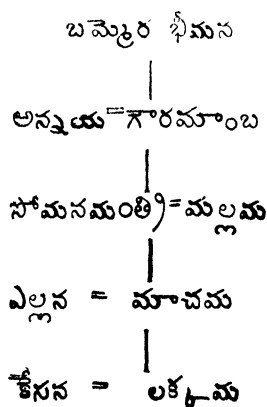 బమ్మెర భీమన
అన్నయ=గౌరమాంబ
సోమనమంత్రి=మల్లమ
ఎల్లన = మాచమ
కేసన = లక్కమ